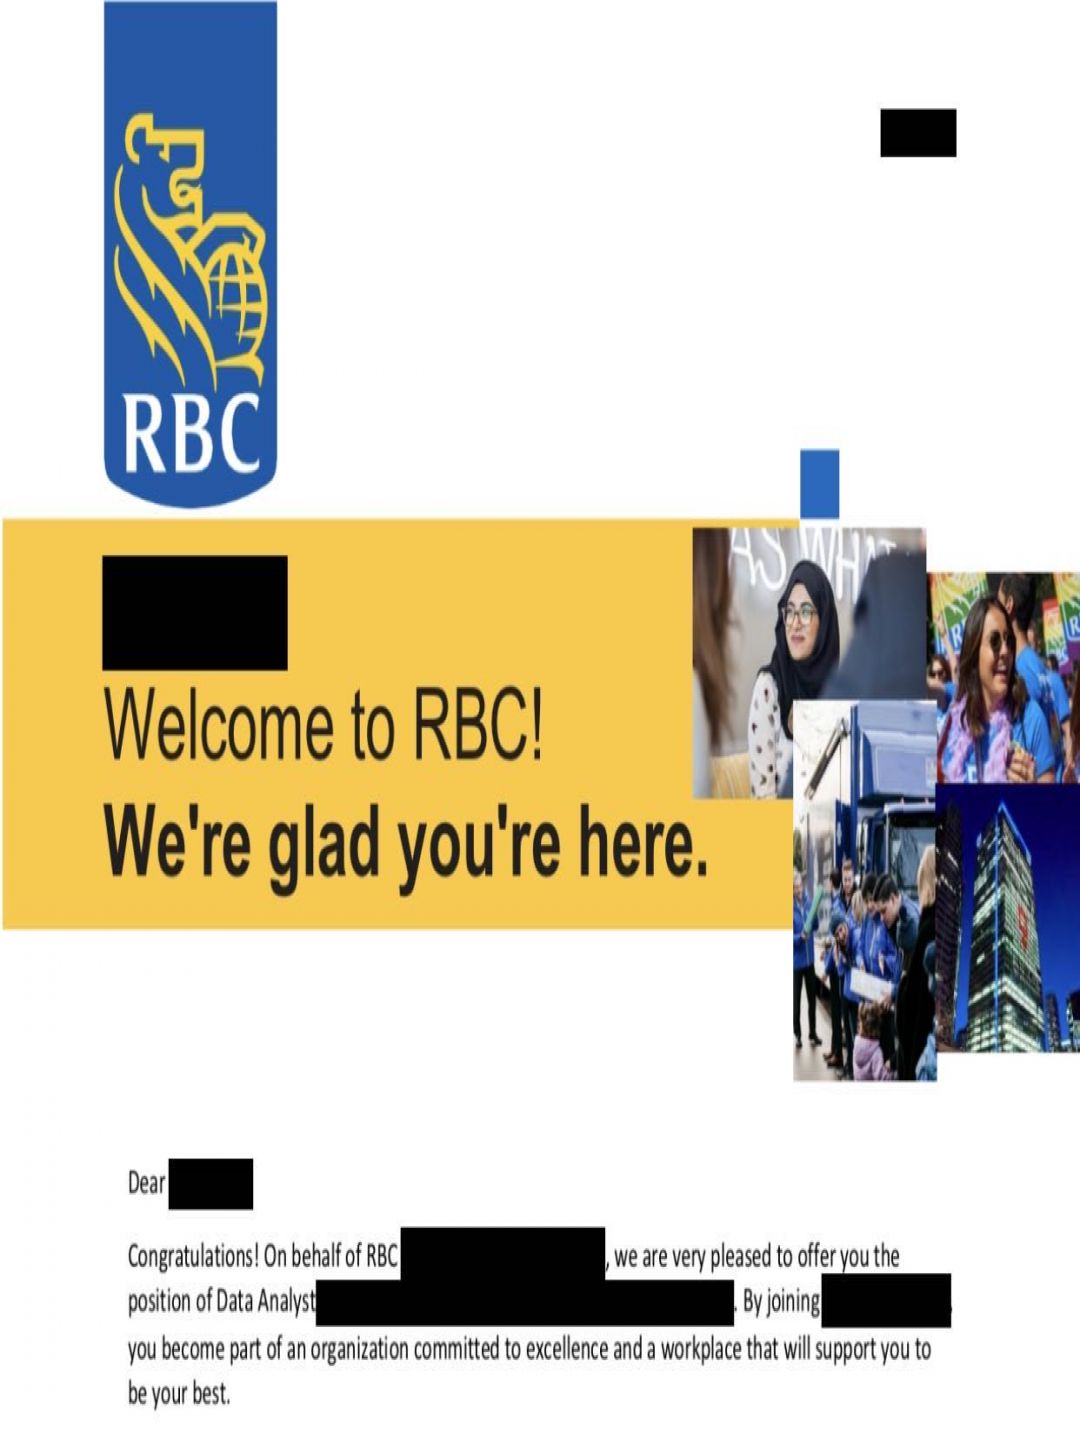 RBC
AS WHAT
Welcome to RBC!
We're glad you're here.
Dear
Congratulations! On behalf of RBC , we are very pleased to offer you the
position of Data Analyst . By joining ,
you become part of an organization committed to excellence and a workplace that will support you to
be your best.